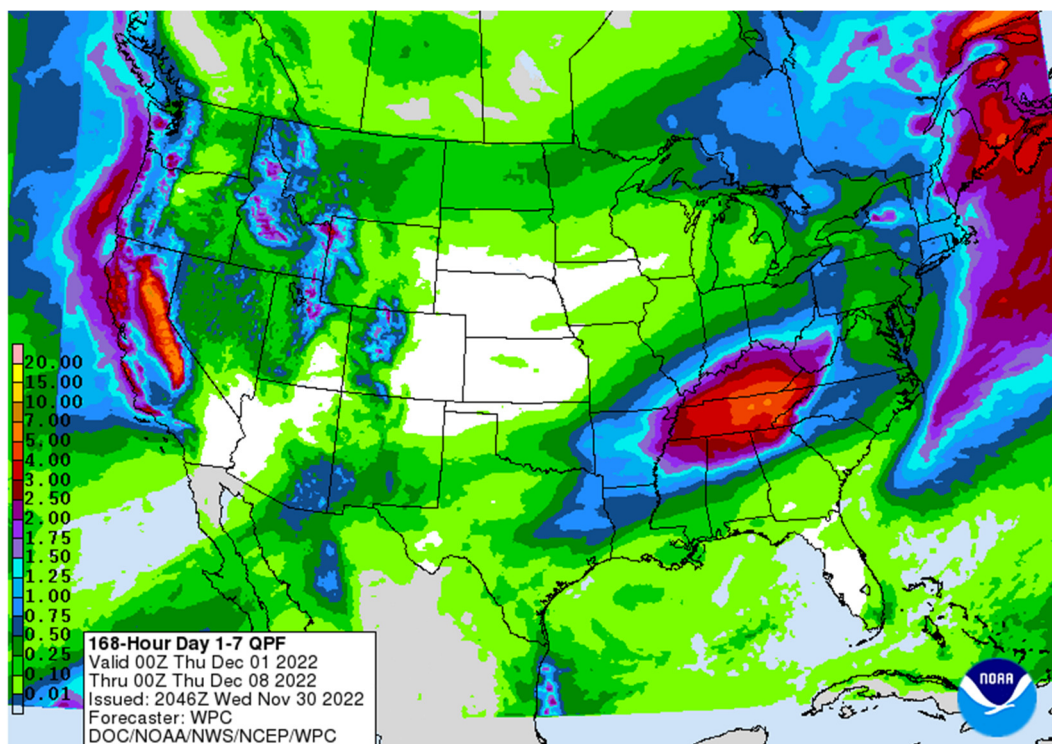 20.00
15.00
10.00
7.00
5.00
4.00
3.00
2.50
2.00
1.75
1.50
1.25
1.00
0.75
0.50
0.25
0.10
0.01
168-Hour Day 1-7 QPF
Valid 00Z Thu Dec 01 2022
Thru 00Z Thu Dec 08 2022
Issued: 2046Z Wed Nov 30 2022
Forecaster: WPC
DOC/NOAA/NWS/NCEP/WPC
NOAA